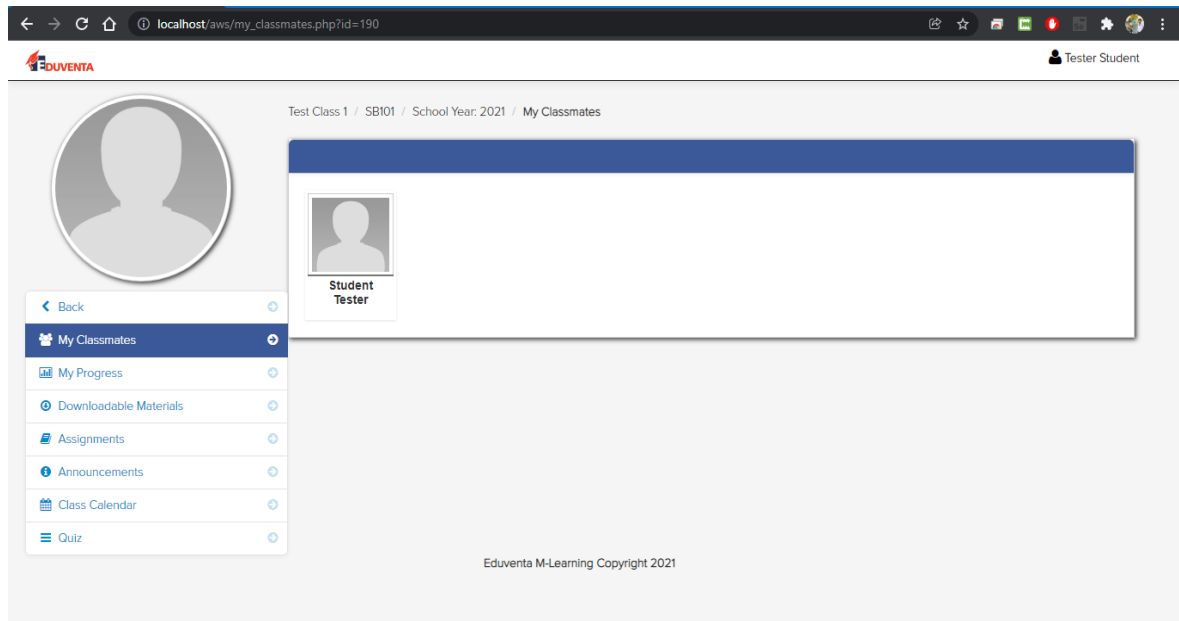 localhost/aws/my_classmates.php?id=190
EDUVENTA
Tester Student
Test Class 1 / SB101 / School Year: 2021 / My Classmates
Student
Tester
Back
My Classmates
My Progress
Downloadable Materials
Assignments
Announcements
Class Calendar
Quiz
Eduventa M-Learning Copyright 2021